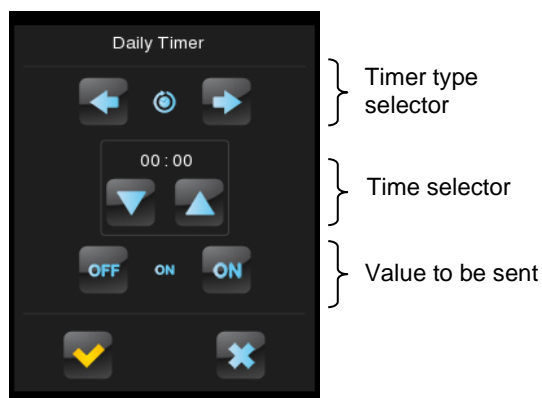 Daily Timer
Timer type
selector
00:00
Time selector
OFF ON ON
Value to be sent